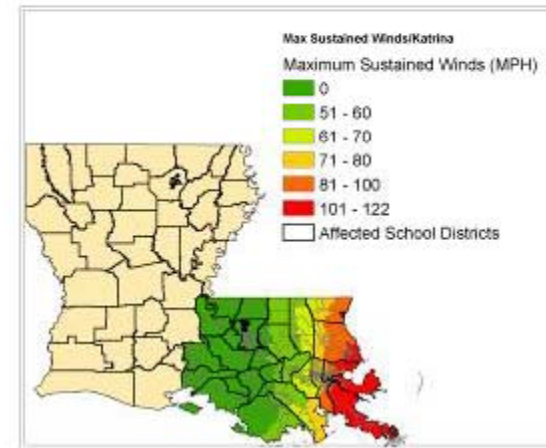 Max Sustained Winds/Katrina
Maximum Sustained Winds (MPH)
0
51 - 60
61 - 70
71 - 80
81 - 100
101 - 122
Affected School Districts